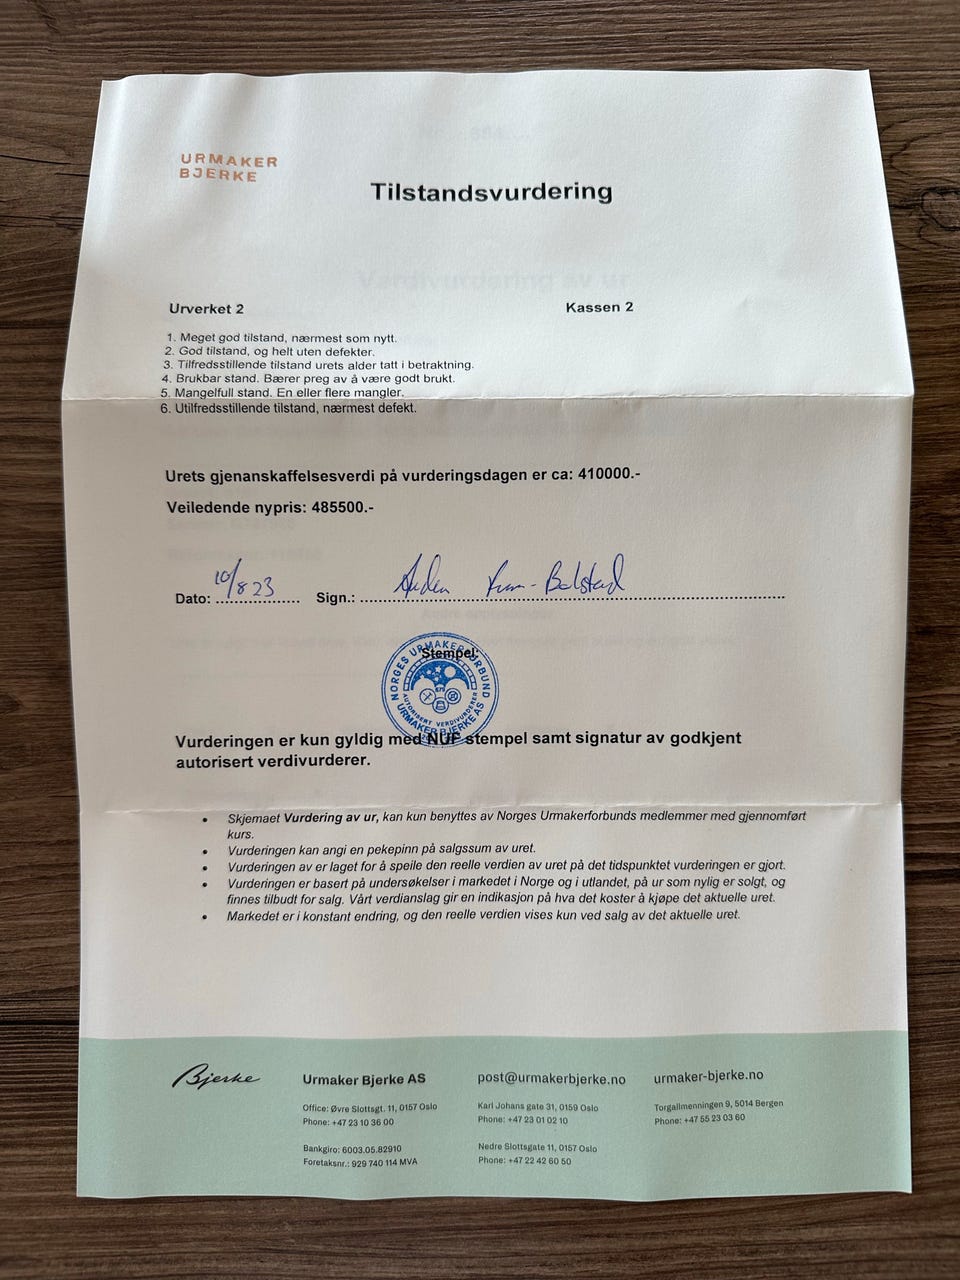 URMAKER
BJERKE
Tilstandsvurdering
Urverket 2
Kassen 2
1. Meget god tilstand, nærmest som nytt.
2. God tilstand, og helt uten defekter.
3. Tilfredsstillende tilstand urets alder tatt i betraktning.
4. Brukbar stand. Bærer preg av å være godt brukt.
5. Mangelfull stand. En eller flere mangler.
6. Utilfredsstillende tilstand, nærmest defekt.
Urets gjenanskaffelsesverdi på vurderingsdagen er ca: 410000.-
Veiledende nypris: 485500.-
Dato: 10/8 23 Sign.:
Stempel:
NORGES URMAKERFORBUND
AUTORISERT VERDIVURDERER
URMAKER BJERKE AS
Vurderingen er kun gyldig med NUF stempel samt signatur av godkjent
autorisert verdivurderer.
• Skjemaet Vurdering av ur, kan kun benyttes av Norges Urmakerforbunds medlemmer med gjennomført
kurs.
• Vurderingen kan angi en pekepinn på salgssum av uret.
• Vurderingen av er laget for å speile den reelle verdien av uret på det tidspunktet vurderingen er gjort.
• Vurderingen er basert på undersøkelser i markedet i Norge og i utlandet, på ur som nylig er solgt, og
finnes tilbudt for salg. Vårt verdianslag gir en indikasjon på hva det koster å kjøpe det aktuelle uret.
• Markedet er i konstant endring, og den reelle verdien vises kun ved salg av det aktuelle uret.
Bjerke
Urmaker Bjerke AS
Office: Øvre Slottsgt. 11, 0157 Oslo
Phone: +47 23 10 36 00
Bankgiro: 6003.05.82910
Foretaksnr.: 929 740 114 MVA
post@urmakerbjerke.no
Karl Johans gate 31, 0159 Oslo
Phone: +47 23 01 02 10
Nedre Slottsgate 11, 0157 Oslo
Phone: +47 22 42 60 50
urmaker-bjerke.no
Torgallmenningen 9, 5014 Bergen
Phone: +47 55 23 03 60